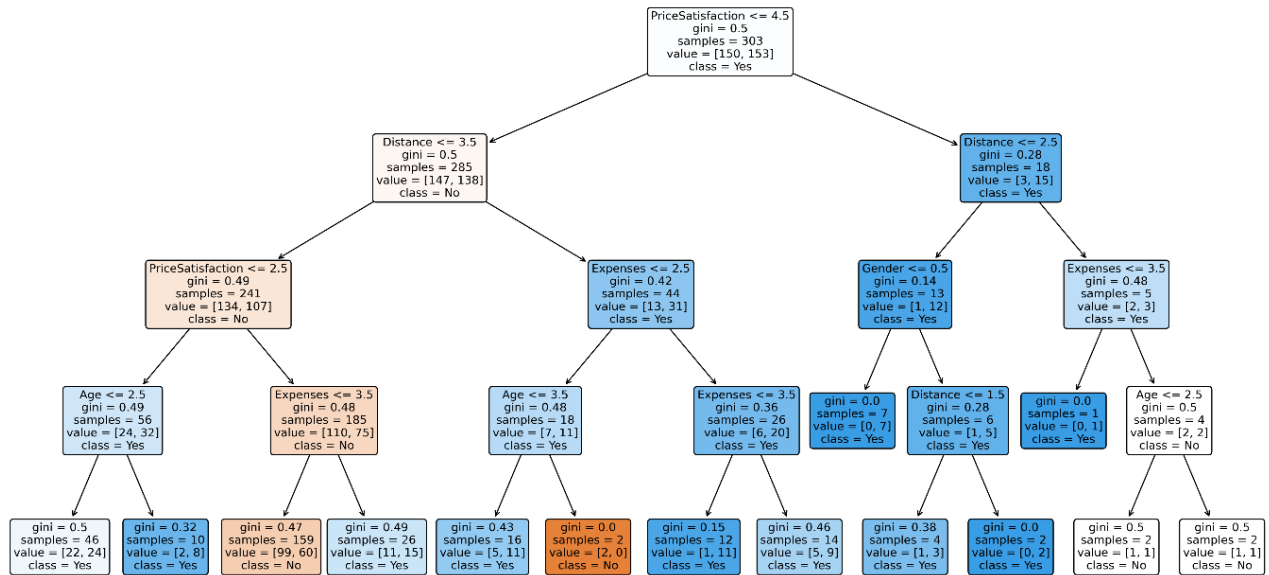 PriceSatisfaction <= 4.5
gini = 0.5
samples = 303
value = [150, 153]
class = Yes
Distance <= 3.5
gini = 0.5
samples = 285
value = [147, 138]
class = No
Distance <= 2.5
gini = 0.28
samples = 18
value = [3, 15]
class = Yes
PriceSatisfaction <= 2.5
gini = 0.49
samples = 241
value = [134, 107]
class = No
Expenses <= 2.5
gini = 0.42
samples = 44
value = [13, 31]
class = Yes
Gender <= 0.5
gini = 0.14
samples = 13
value = [1, 12]
class = Yes
Expenses <= 3.5
gini = 0.48
samples = 5
value = [2, 3]
class = Yes
Age <= 2.5
gini = 0.49
samples = 56
value = [24, 32]
class = Yes
Expenses <= 3.5
gini = 0.48
samples = 185
value = [110, 75]
class = No
Age <= 3.5
gini = 0.48
samples = 18
value = [7, 11]
class = Yes
Expenses <= 3.5
gini = 0.36
samples = 26
value = [6, 20]
class = Yes
gini = 0.0
samples = 7
value = [0, 7]
class = Yes
Distance <= 1.5
gini = 0.28
samples = 6
value = [1, 5]
class = Yes
gini = 0.0
samples = 1
value = [0, 1]
class = Yes
Age <= 2.5
gini = 0.5
samples = 4
value = [2, 2]
class = No
gini = 0.5
samples = 46
value = [22, 24]
class = Yes
gini = 0.32
samples = 10
value = [2, 8]
class = Yes
gini = 0.47
samples = 159
value = [99, 60]
class = No
gini = 0.49
samples = 26
value = [11, 15]
class = Yes
gini = 0.43
samples = 16
value = [5, 11]
class = Yes
gini = 0.0
samples = 2
value = [2, 0]
class = No
gini = 0.15
samples = 12
value = [1, 11]
class = Yes
gini = 0.46
samples = 14
value = [5, 9]
class = Yes
gini = 0.38
samples = 4
value = [1, 3]
class = Yes
gini = 0.0
samples = 2
value = [0, 2]
class = Yes
gini = 0.5
samples = 2
value = [1, 1]
class = No
gini = 0.5
samples = 2
value = [1, 1]
class = No